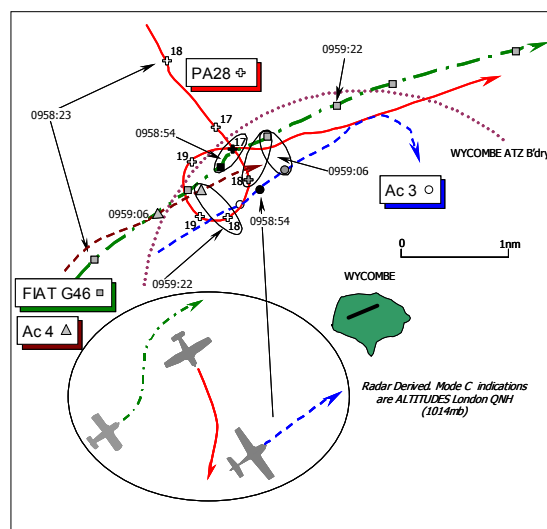 18
0958:23
PA28
0959:22
17
0958:54
17
19
18
WYCOMBE ATZ B'dry
0959:06
Ac 3
0959:06
19
18
0958:54
0 1nm
0959:22
FIAT G46
WYCOMBE
Ac 4
Radar Derived. Mode C indications
are ALTITUDES London QNH
(1014mb)